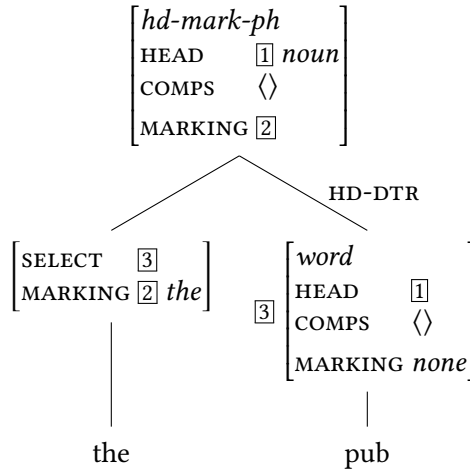 hd-mark-ph
HEAD 1 noun
COMPS ⟨⟩
MARKING 2
HD-DTR
SELECT 3
MARKING 2 the
3
word
HEAD 1
COMPS ⟨⟩
MARKING none
the
pub